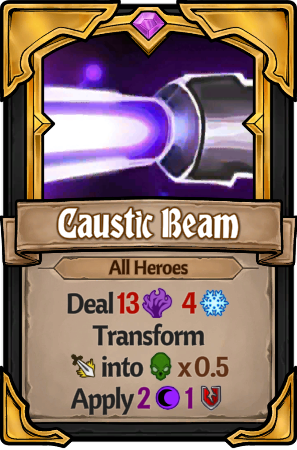 Caustic Beam
All Heroes
Deal 13 4
Transform
into x 0.5
Apply 2 1